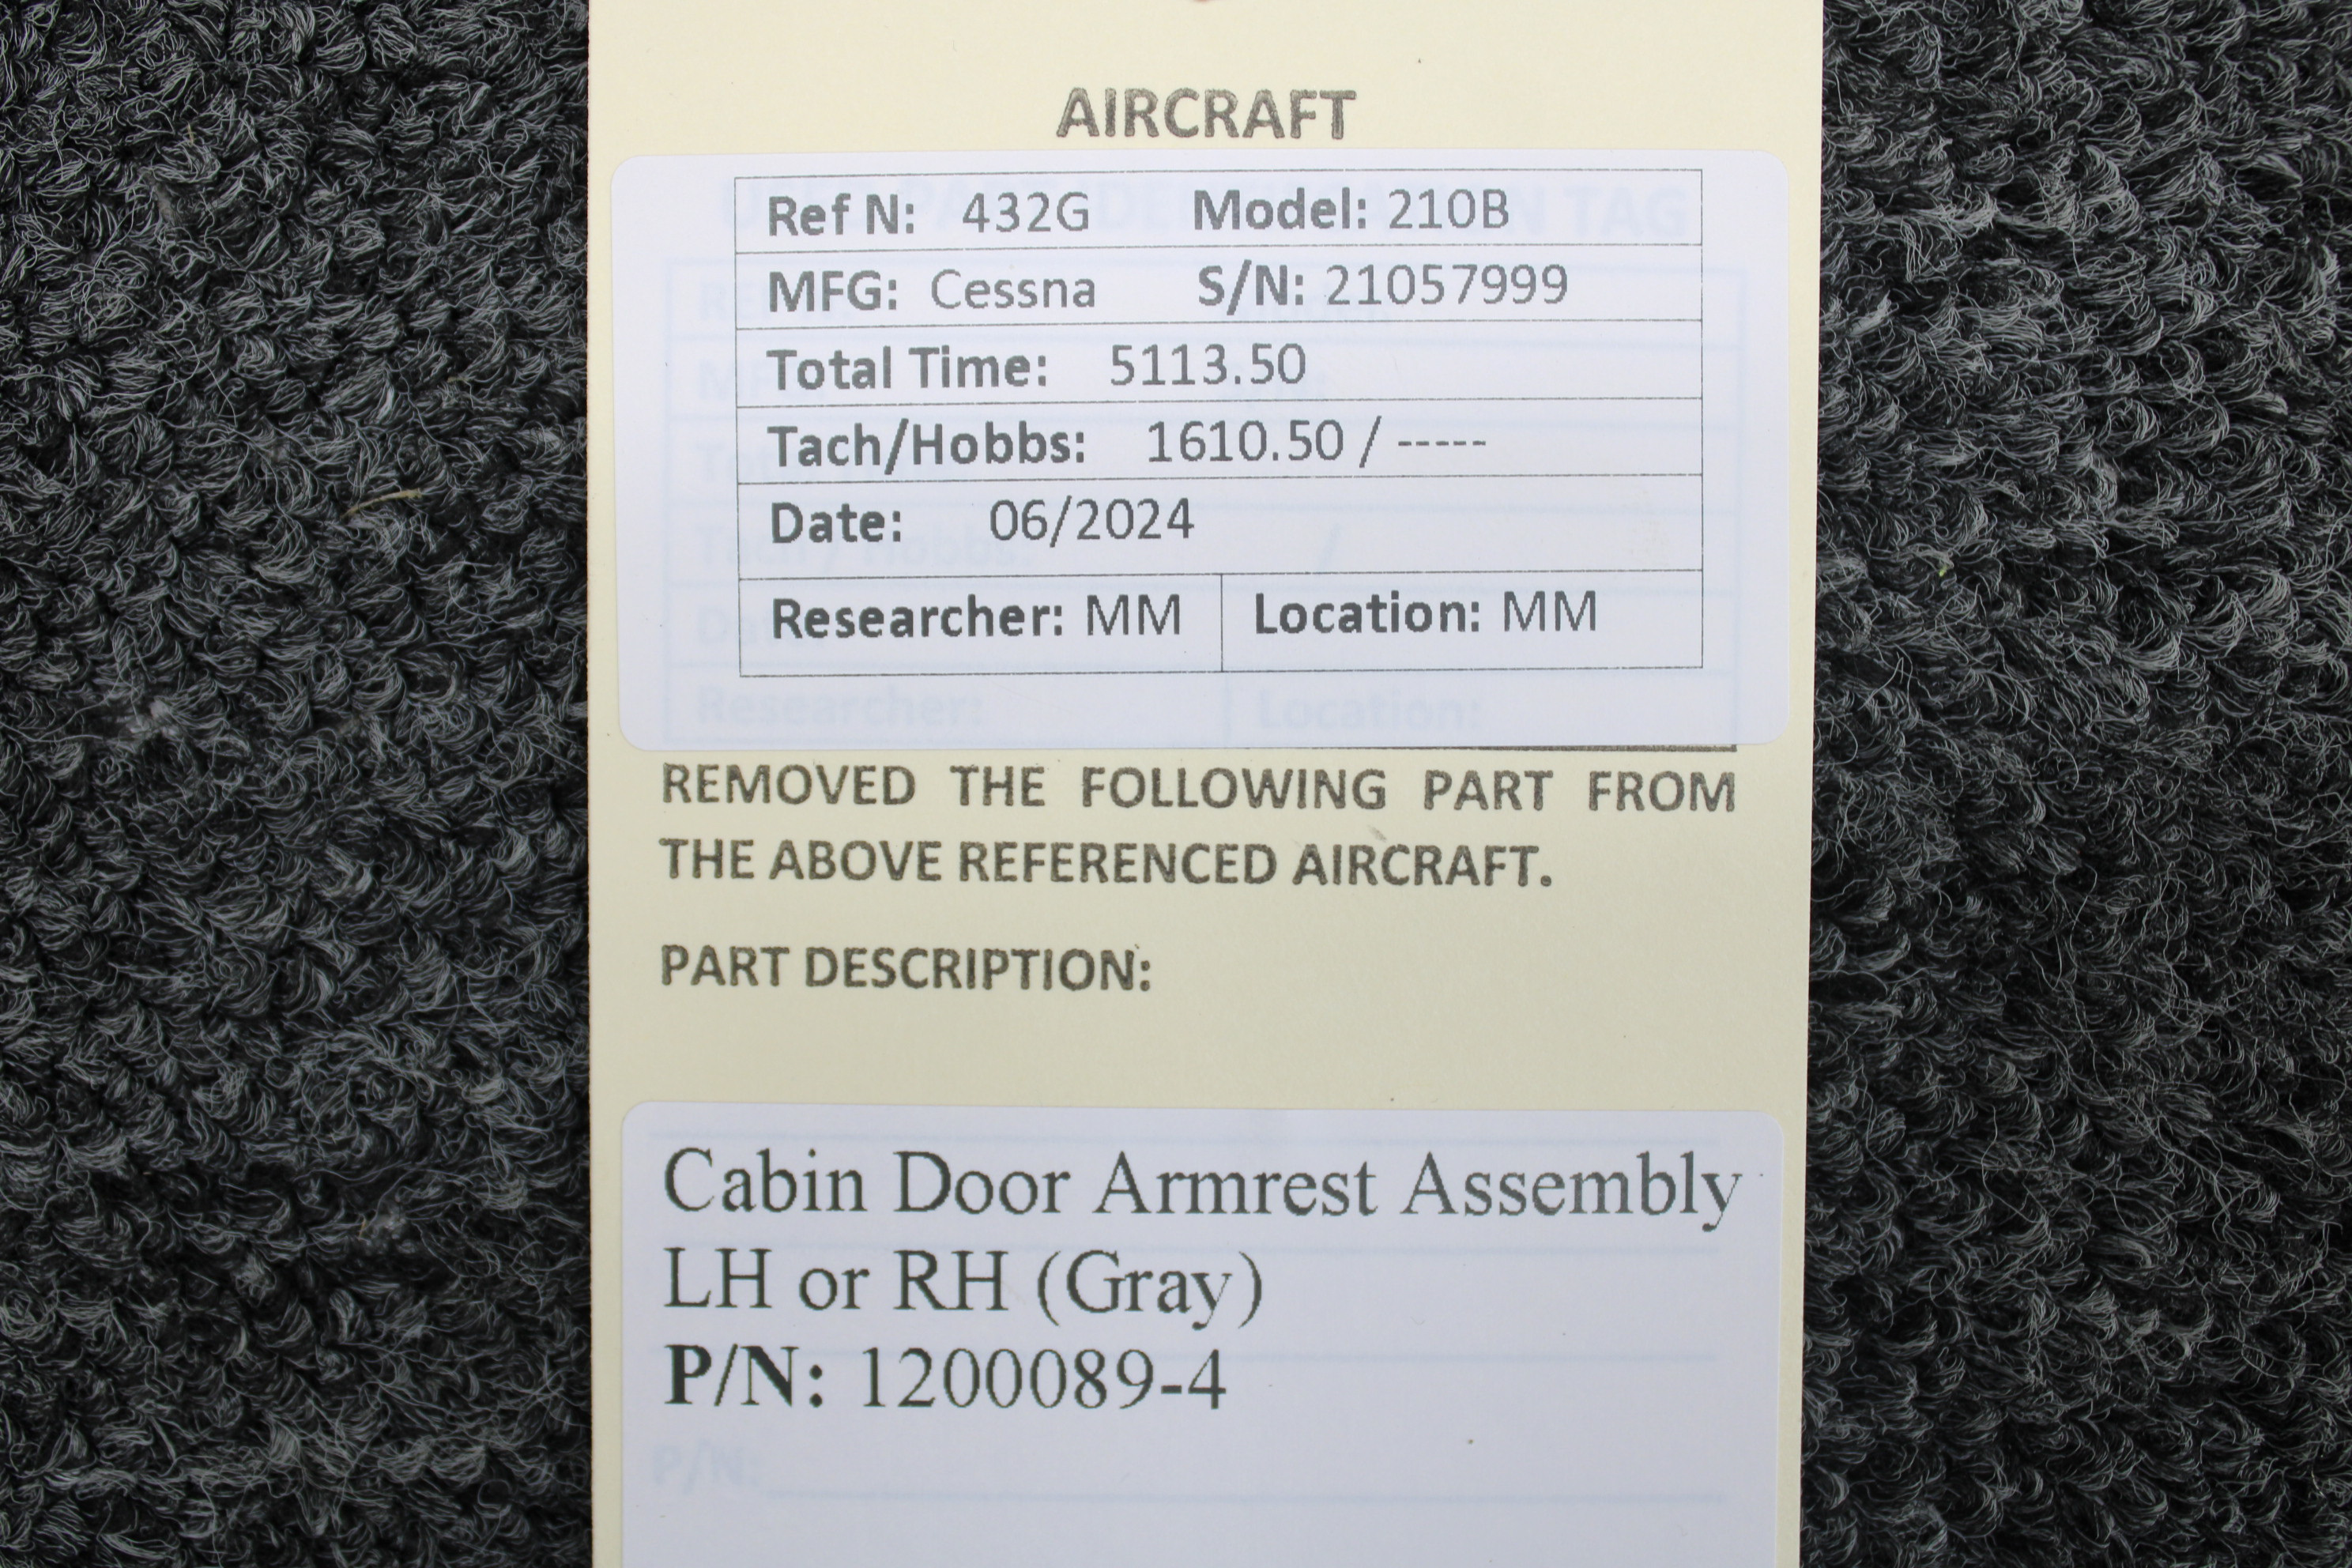 AIRCRAFT
Ref N: 432G Model: 210B
MFG: Cessna S/N: 21057999
Total Time: 5113.50
Tach/Hobbs: 1610.50 / -----
Date: 06/2024
Researcher: MM Location: MM
Researcher: Location:
REMOVED THE FOLLOWING PART FROM
THE ABOVE REFERENCED AIRCRAFT.
PART DESCRIPTION:
Cabin Door Armrest Assembly
LH or RH (Gray)
P/N: 1200089-4
P/N: